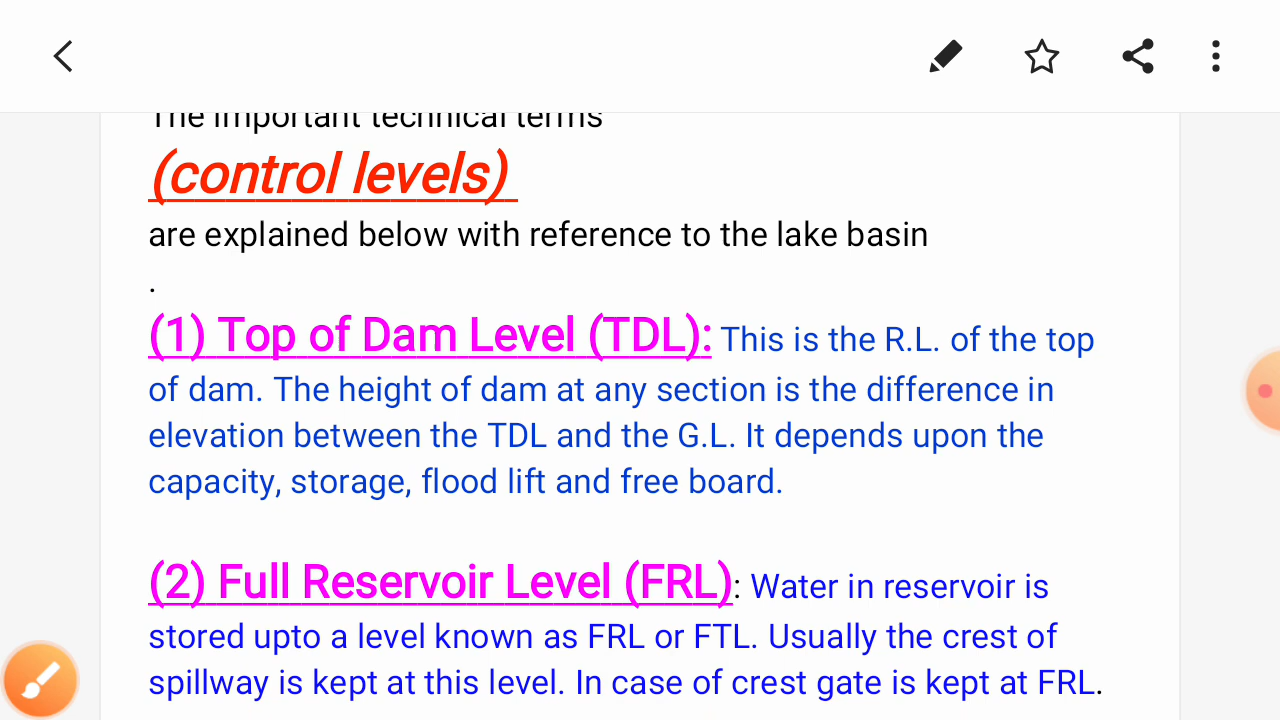 The important technical terms
(control levels)
are explained below with reference to the lake basin
.
(1) Top of Dam Level (TDL): This is the R.L. of the top
of dam. The height of dam at any section is the difference in
elevation between the TDL and the G.L. It depends upon the
capacity, storage, flood lift and free board.
(2) Full Reservoir Level (FRL): Water in reservoir is
stored upto a level known as FRL or FTL. Usually the crest of
spillway is kept at this level. In case of crest gate is kept at FRL.